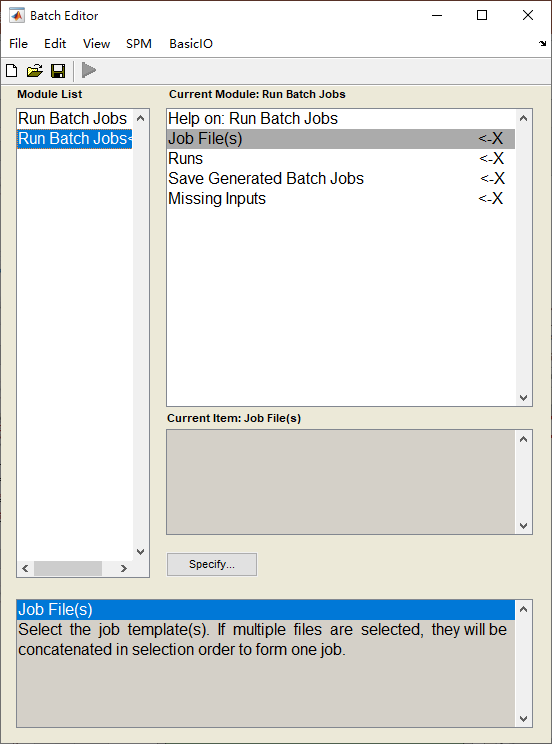 Batch Editor
File Edit View SPM BasicIO
Module List
Run Batch Jobs
Run Batch Jobs<
Current Module: Run Batch Jobs
Help on: Run Batch Jobs
Job File(s) <-X
Runs <-X
Save Generated Batch Jobs <-X
Missing Inputs <-X
Current Item: Job File(s)
Specify...
Job File(s)
Select the job template(s). If multiple files are selected, they will be
concatenated in selection order to form one job.